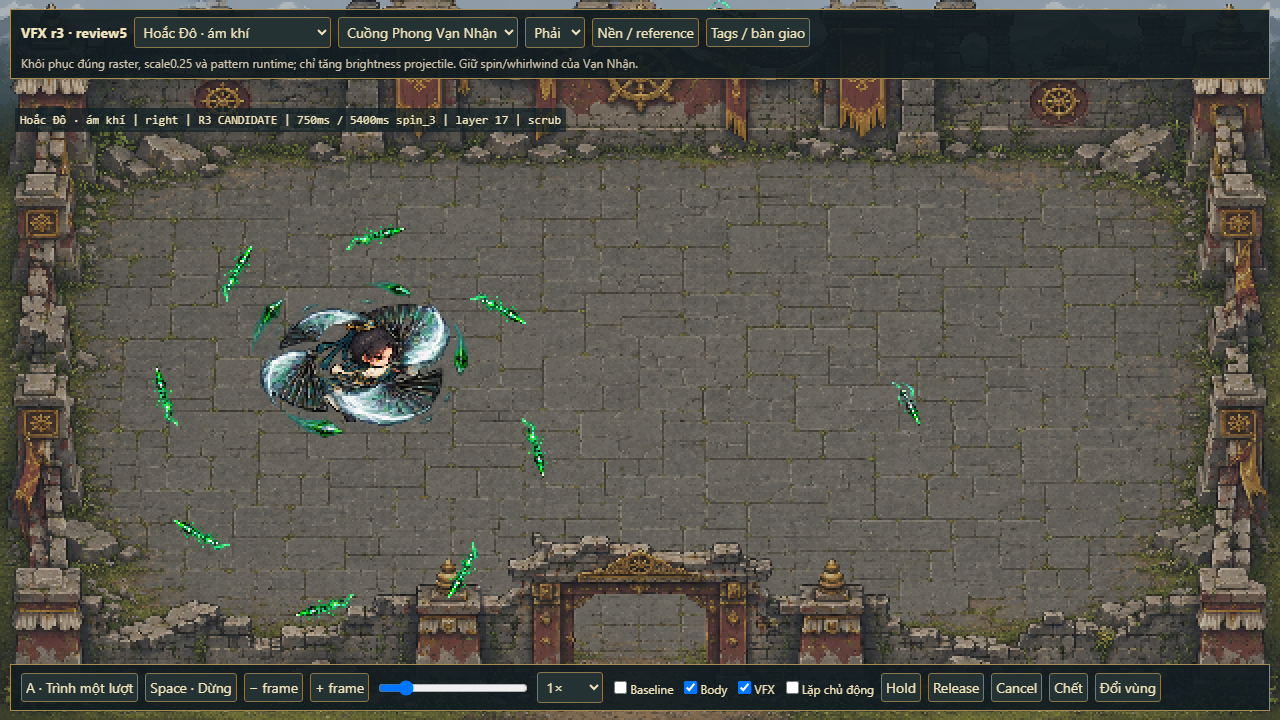 VFX r3 · review5 Hoắc Đô · ám khí Cuồng Phong Vạn Nhận Phải Nền / reference Tags / bàn giao
Khôi phục đúng raster, scale0.25 và pattern runtime; chỉ tăng brightness projectile. Giữ spin/whirlwind của Vạn Nhận.
Hoắc Đô · ám khí | right | R3 CANDIDATE | 750ms / 5400ms spin_3 | layer 17 | scrub
A · Trình một lượt Space · Dừng − frame + frame 1× Baseline Body VFX Lặp chủ động Hold Release Cancel Chết Đổi vùng